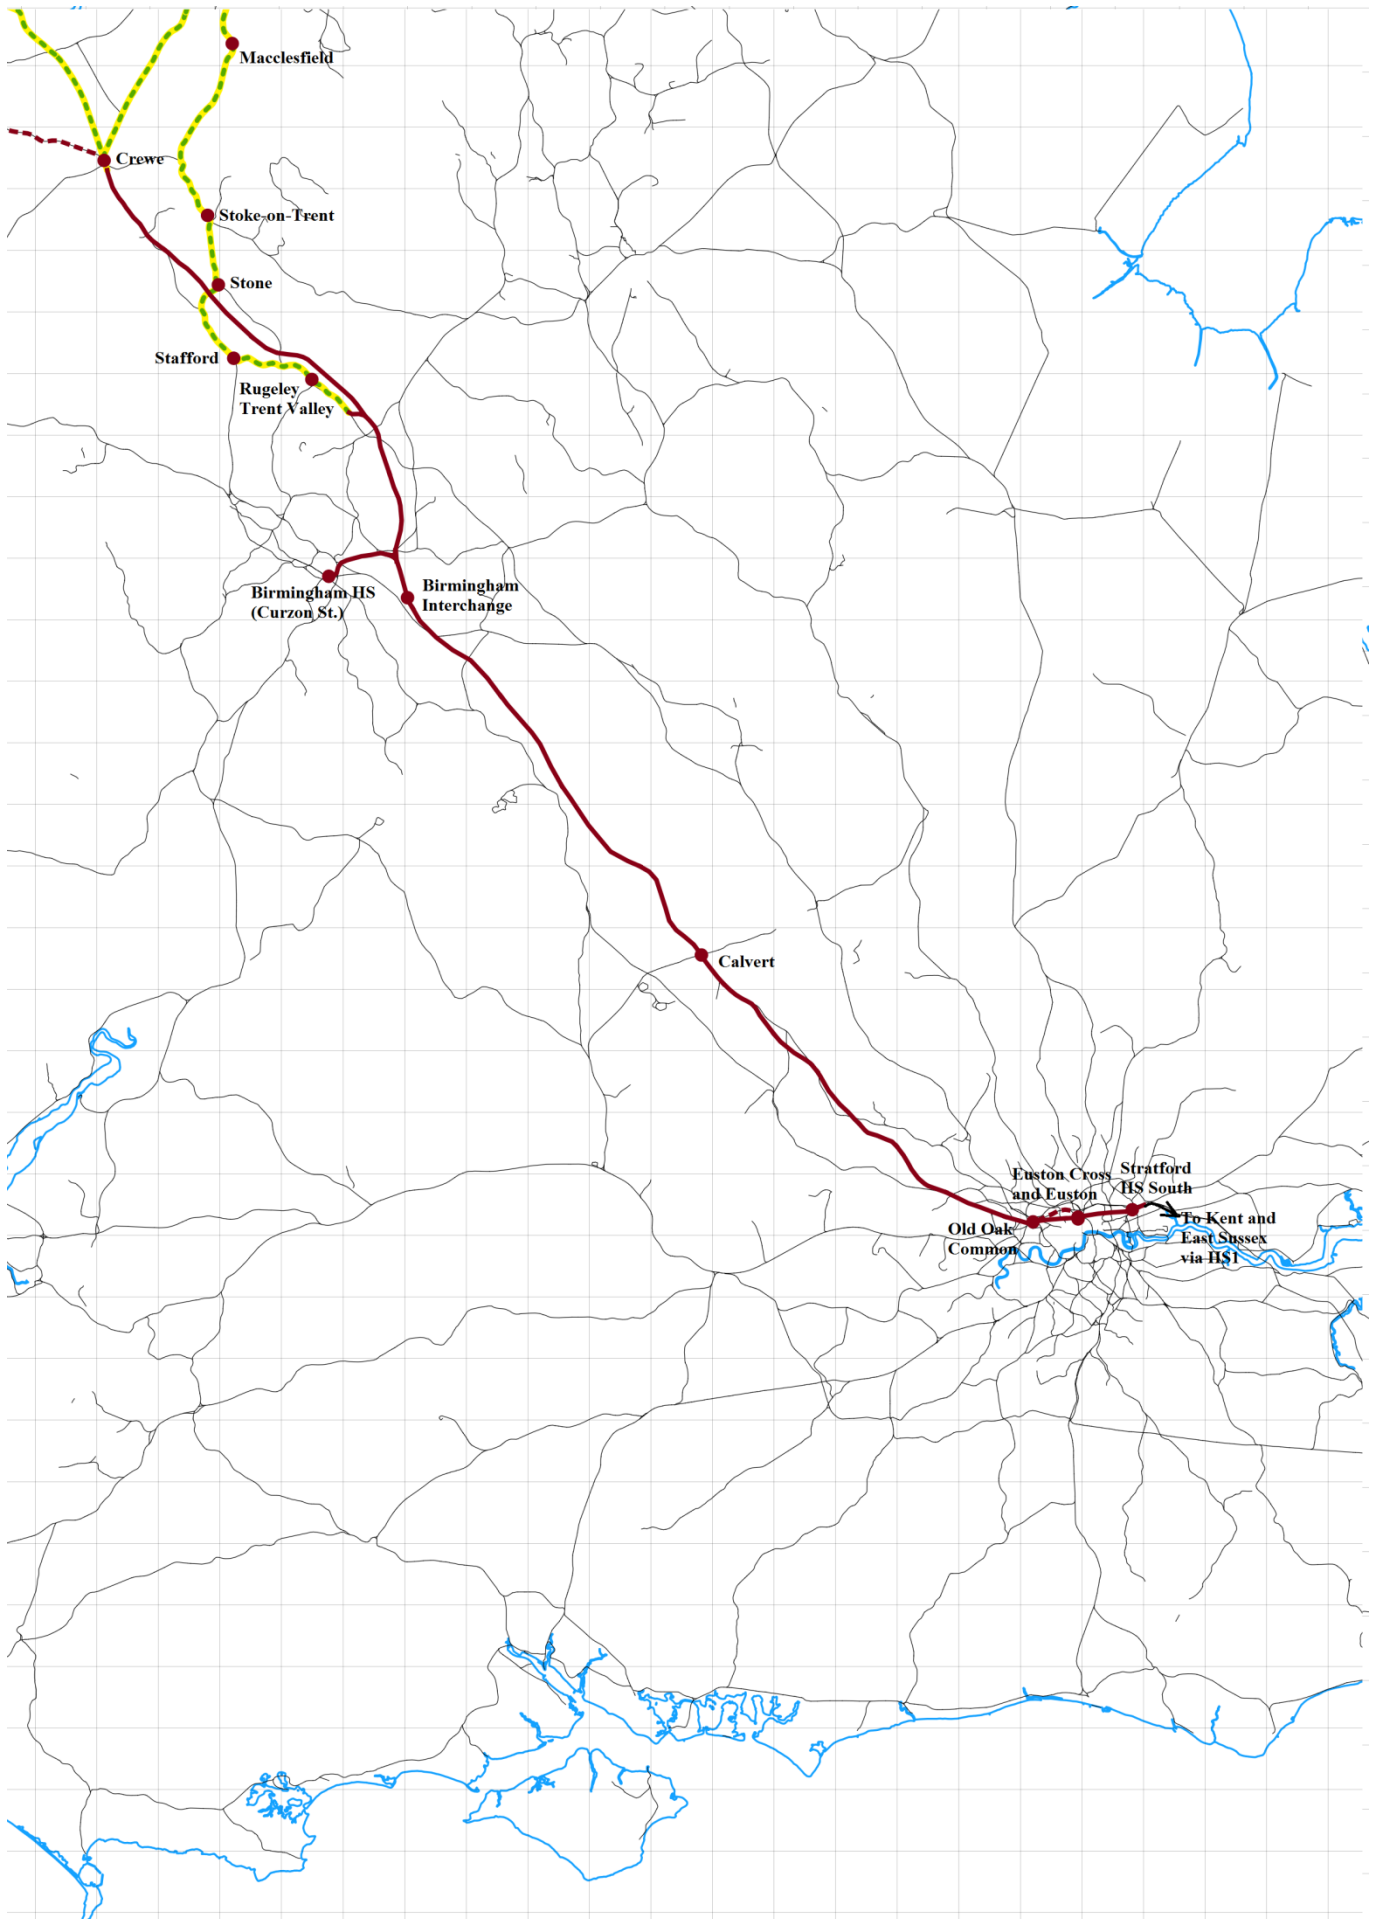 Macclesfield
Crewe
Stoke-on-Trent
Stone
Stafford
Rugeley
Trent Valley
Birmingham HS
(Curzon St.)
Birmingham
Interchange
Calvert
Euston Cross
and Euston
Stratford
HS South
Old Oak
Common
To Kent and
East Sussex
via HS1